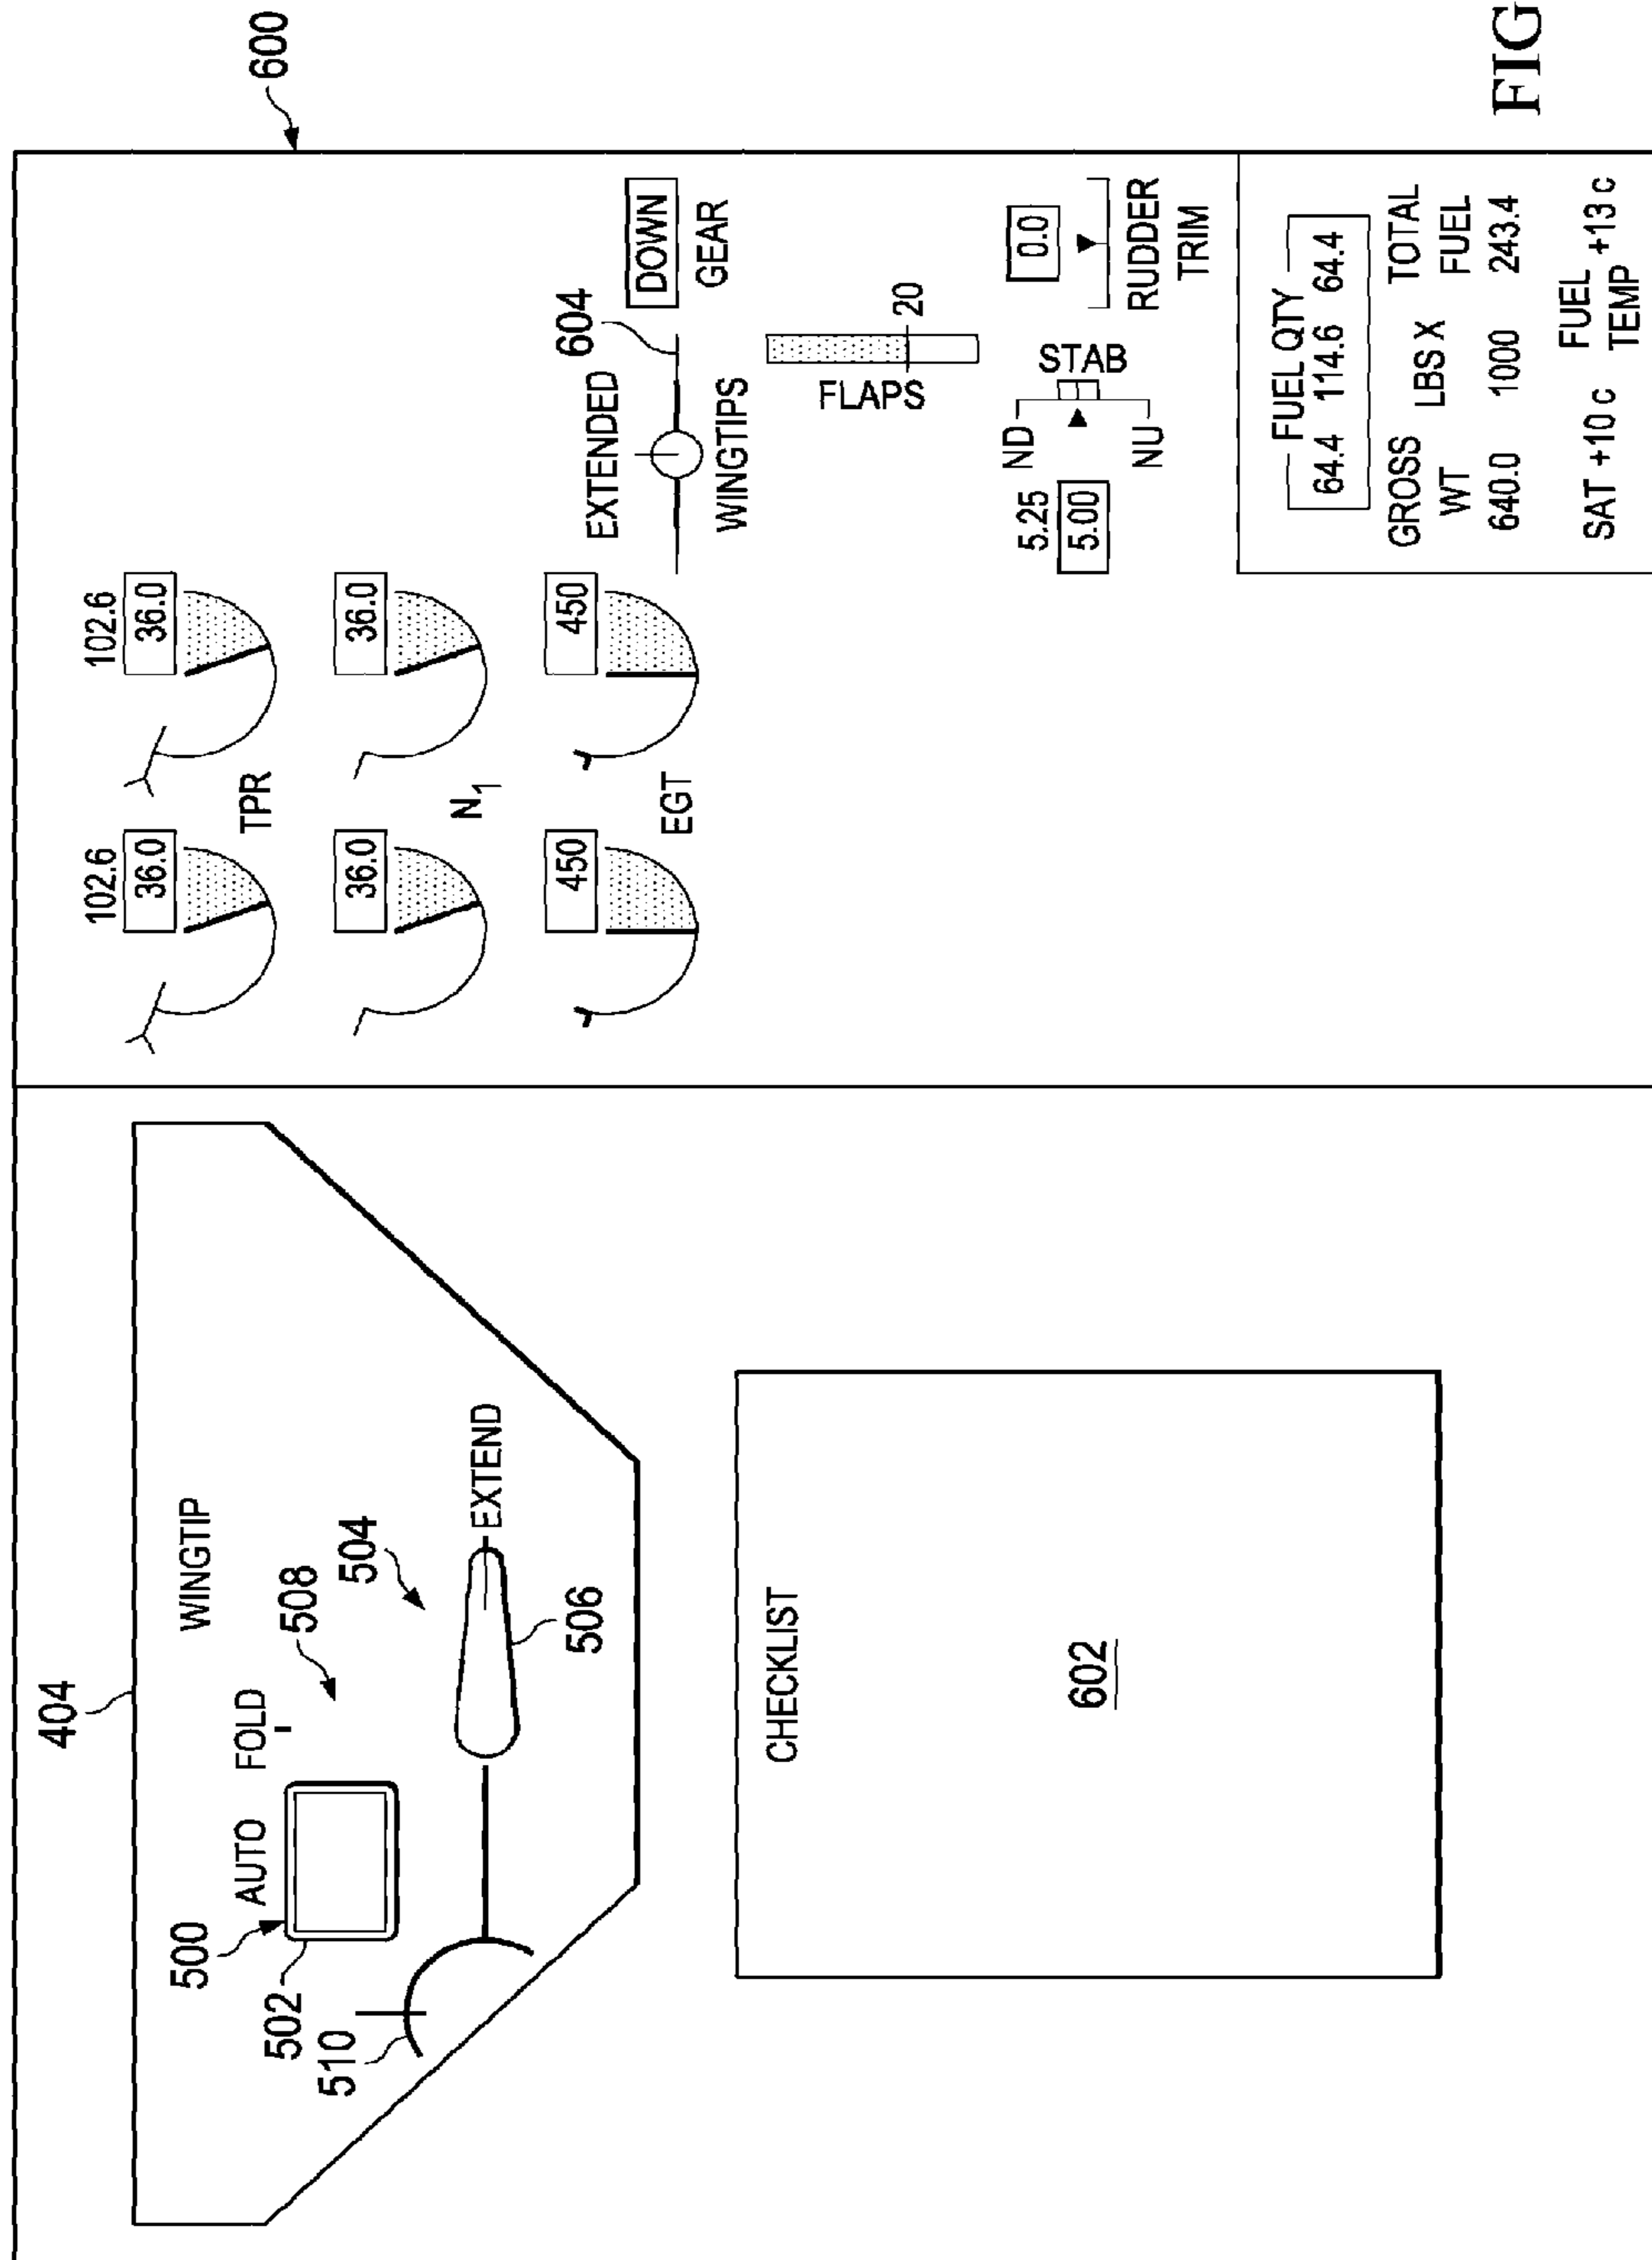 404
WINGTIP
500
AUTO
FOLD
508
502
504
EXTEND
510
506
CHECKLIST
602
600
102.6
102.6
36.0
36.0
TPR
36.0
36.0
N1
450
450
EGT
EXTENDED
604
DOWN
WINGTIPS
GEAR
FLAPS
20
5.25
ND
0.0
5.00
STAB
NU
RUDDER
TRIM
FUEL QTY
64.4 114.6 64.4
GROSS LBS X TOTAL
WT FUEL
640.0 1000 243.4
SAT +10 c FUEL
TEMP +13 c
FIG